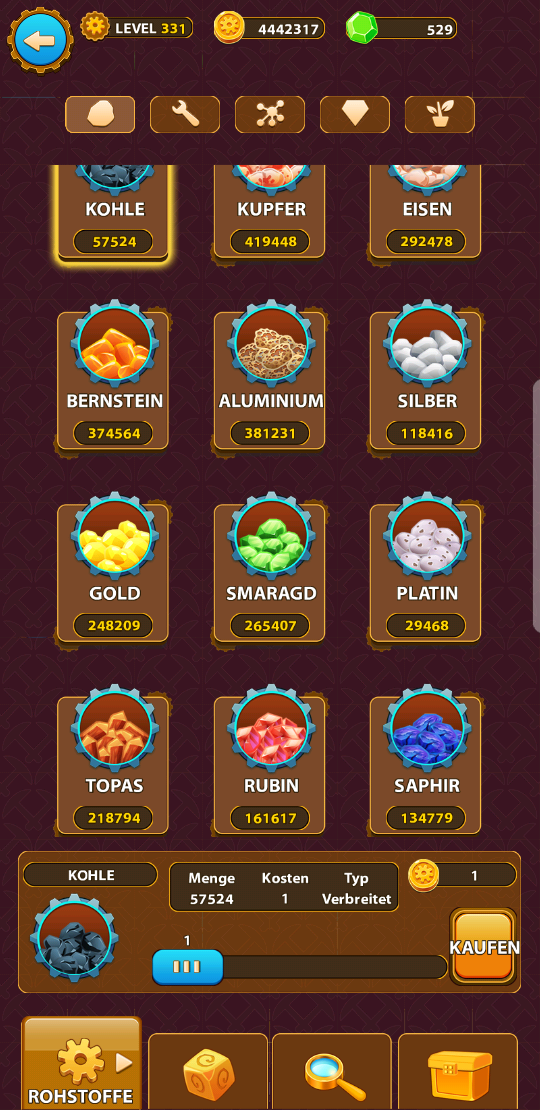 LEVEL 331 4442317 529
KOHLE KUPFER EISEN
57524 419448 292478
BERNSTEIN ALUMINIUM SILBER
374564 381231 118416
GOLD SMARAGD PLATIN
248209 265407 29468
TOPAS RUBIN SAPHIR
218794 161617 134779
KOHLE Menge Kosten Typ 1
57524 1 Verbreitet
1
KAUFEN
ROHSTOFFE